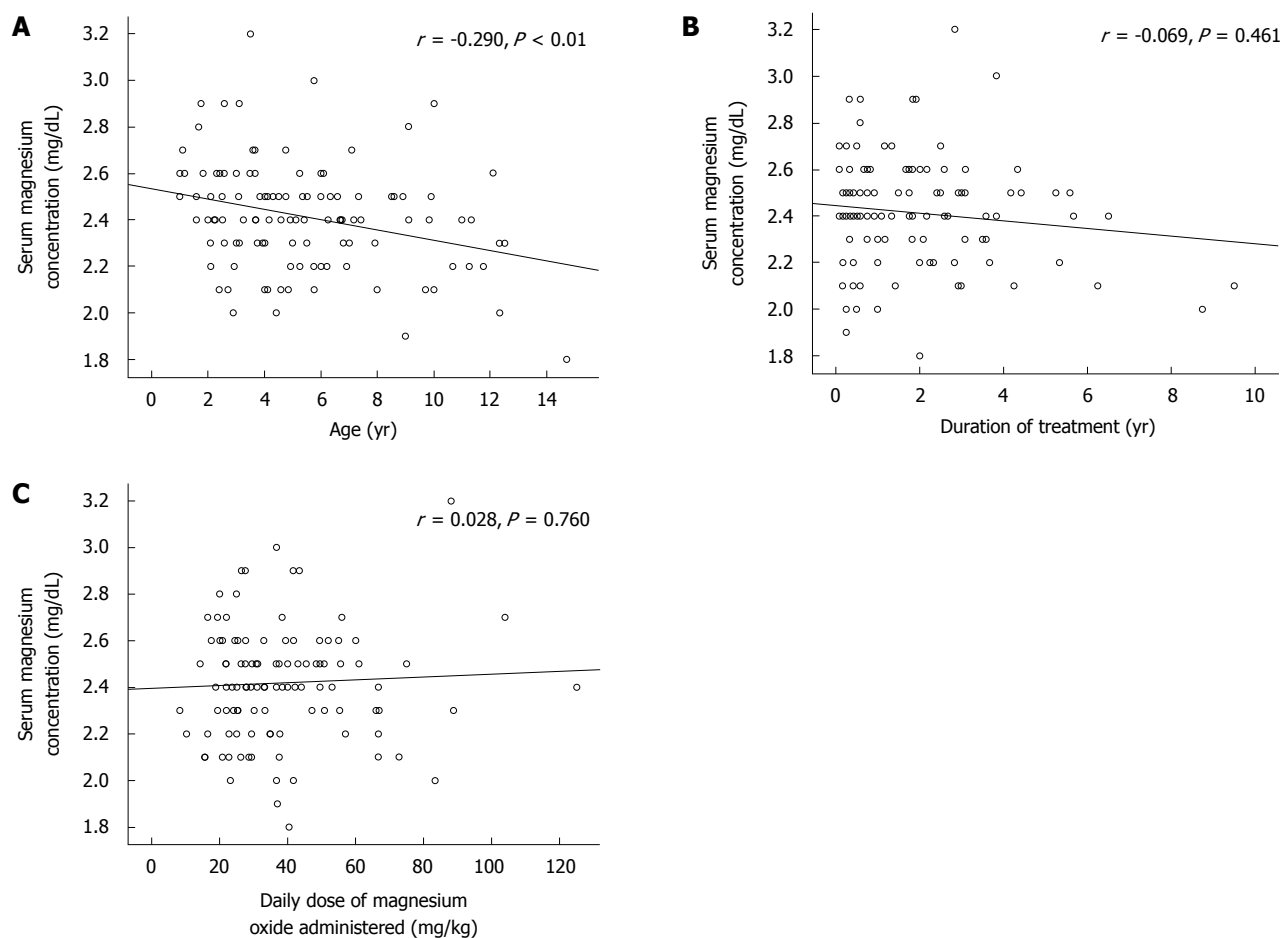 A
r = -0.290, P < 0.01
Serum magnesium
concentration (mg/dL)
3.2
3.0
2.8
2.6
2.4
2.2
2.0
1.8
0 2 4 6 8 10 12 14
Age (yr)
B
r = -0.069, P = 0.461
Serum magnesium
concentration (mg/dL)
3.2
3.0
2.8
2.6
2.4
2.2
2.0
1.8
0 2 4 6 8 10
Duration of treatment (yr)
C
r = 0.028, P = 0.760
Serum magnesium
concentration (mg/dL)
3.2
3.0
2.8
2.6
2.4
2.2
2.0
1.8
0 20 40 60 80 100 120
Daily dose of magnesium
oxide administered (mg/kg)